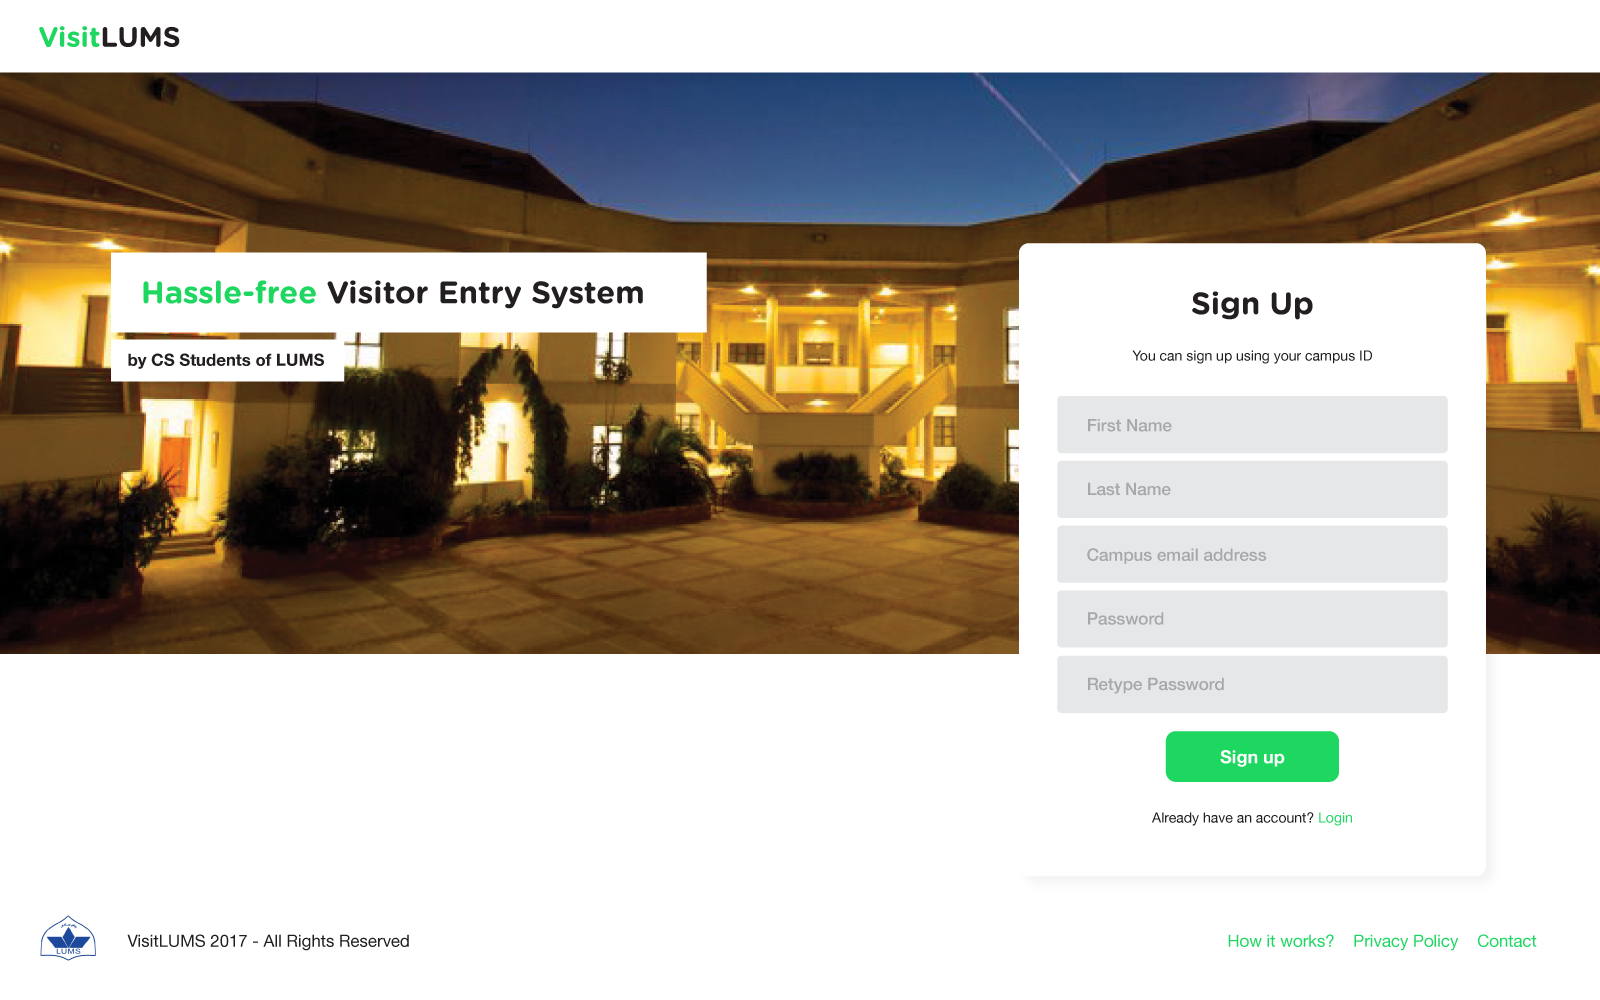 VisitLUMS
Hassle-free Visitor Entry System
by CS Students of LUMS
Sign Up
You can sign up using your campus ID
First Name
Last Name
Campus email address
Password
Retype Password
Sign up
Already have an account? Login
LUMS
VisitLUMS 2017 - All Rights Reserved
How it works? Privacy Policy Contact